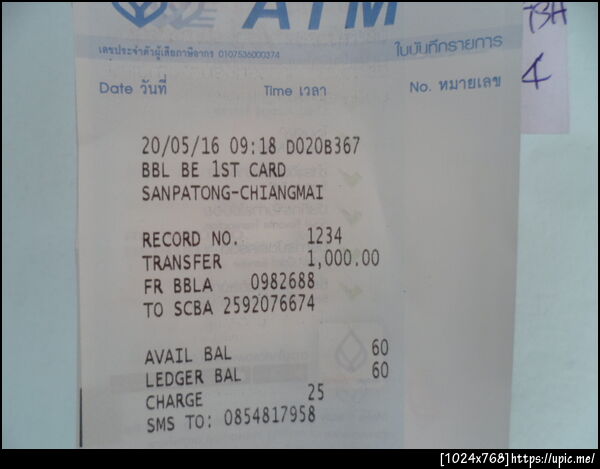 ATM
เลขประจำตัวผู้เสียภาษีอากร 0107536000374
ใบบันทึกรายการ
Date วันที่ Time เวลา No. หมายเลข
20/05/16 09:18 D020B367
BBL BE 1ST CARD
SANPATONG-CHIANGMAI
RECORD NO. 1234
TRANSFER 1,000.00
FR BBLA 0982688
TO SCBA 2592076674
AVAIL BAL 60
LEDGER BAL 60
CHARGE 25
SMS TO: 0854817958
4
[1024x768]https://upic.me/